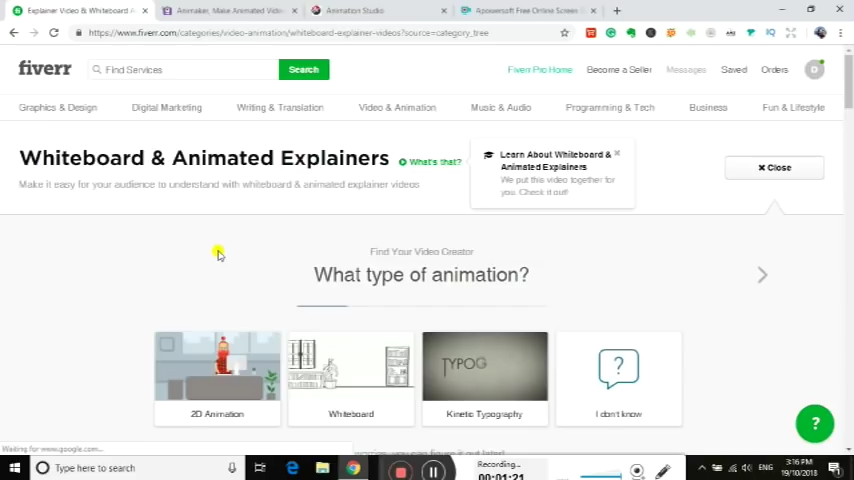 Explainer Video & Whiteboard A
Animaker, Make Animated Video
Animation Studio
Apowersoft Free Online Screen
https://www.fiverr.com/categories/video-animation/whiteboard-explainer-videos?source=category_tree
fiverr
Find Services
Search
Fiverr Pro Home
Become a Seller
Messages
Saved
Orders
D
Graphics & Design
Digital Marketing
Writing & Translation
Video & Animation
Music & Audio
Programming & Tech
Business
Fun & Lifestyle
Whiteboard & Animated Explainers
What's that?
Make it easy for your audience to understand with whiteboard & animated explainer videos
Learn About Whiteboard &
Animated Explainers
We put this video together for
you. Check it out!
× Close
Find Your Video Creator
What type of animation?
TYPOG
?
2D Animation
Whiteboard
Kinetic Typography
I don't know
?
Waiting for www.google.com...
Type here to search
Recording...
00:01:21
ENG
3:16 PM
19/10/2018